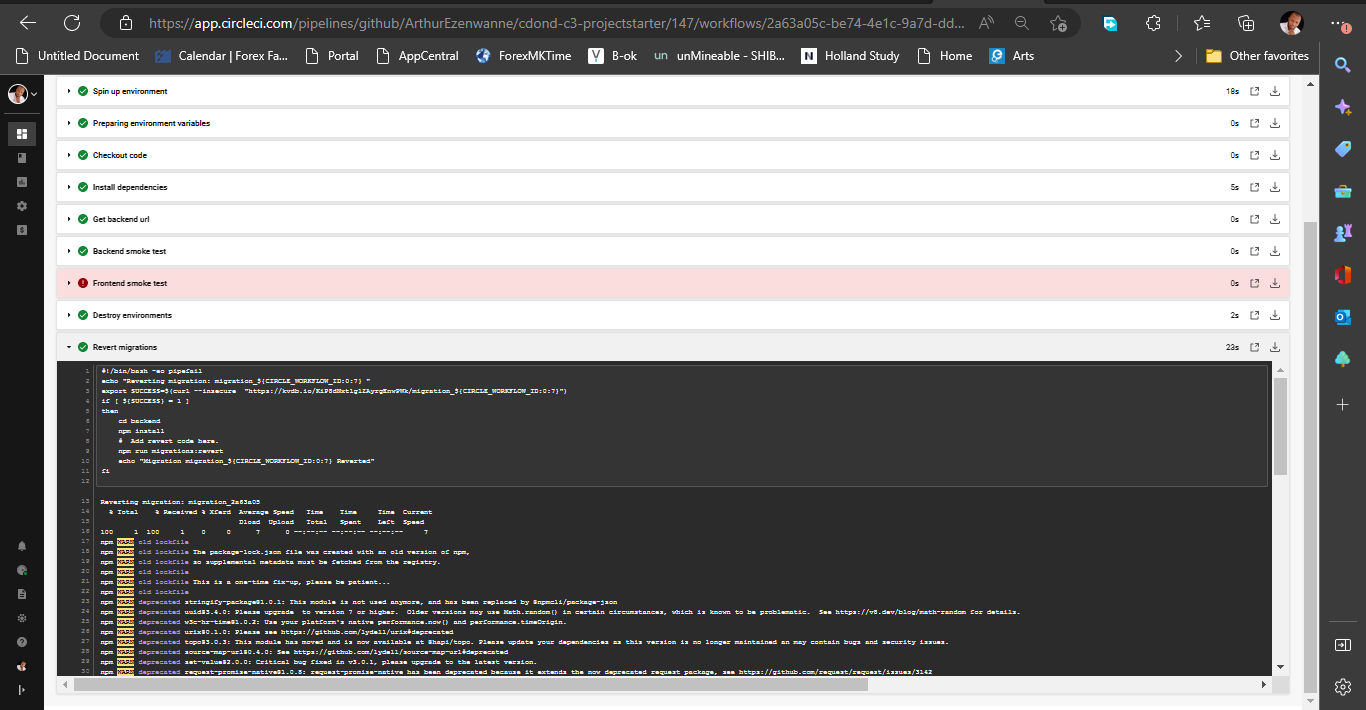 https://app.circleci.com/pipelines/github/ArthurEzenwanne/cdond-c3-projectstarter/147/workflows/2a63a05c-be74-4e1c-9a7d-dd...
Untitled Document
Calendar | Forex Fa...
Portal
AppCentral
ForexMKTime
B-ok
unMineable - SHIB...
Holland Study
Home
Arts
Other favorites
Spin up environment 18s
Preparing environment variables 0s
Checkout code 0s
Install dependencies 5s
Get backend url 0s
Backend smoke test 0s
Frontend smoke test 0s
Destroy environments 2s
Revert migrations 23s
1 #!/bin/bash -eo pipefail
2 echo "Reverting migration: migration_${CIRCLE_WORKFLOW_ID:0:7} "
3 export SUCCESS=$(curl --insecure "https://kvdb.io/
/migration_${CIRCLE_WORKFLOW_ID:0:7}")
4 if [ ${SUCCESS} = 1 ]
5 then
6 cd backend
7 npm install
8 # Add revert code here.
9 npm run migrations:revert
10 echo "Migration migration_${CIRCLE_WORKFLOW_ID:0:7} Reverted"
11 fi
12
13 Reverting migration: migration_2a63a05
14 % Total % Received % Xferd Average Speed Time Time Time Current
15 Dload Upload Total Spent Left Speed
16 100 1 100 1 0 0 7 0 --:--:-- --:--:-- --:--:-- 7
17 npm WARN old lockfile
18 npm WARN old lockfile The package-lock.json file was created with an old version of npm,
19 npm WARN old lockfile so supplemental metadata must be fetched from the registry.
20 npm WARN old lockfile
21 npm WARN old lockfile This is a one-time fix-up, please be patient...
22 npm WARN old lockfile
23 npm WARN deprecated stringify-package@1.0.1: This module is not used anymore, and has been replaced by @npmcli/package-json
24 npm WARN deprecated uuid@3.4.0: Please upgrade to version 7 or higher. Older versions may use Math.random() in certain circumstances, which is known to be problematic. See https://v8.dev/blog/math-random for details.
25 npm WARN deprecated w3c-hr-time@1.0.2: Use your platform's native performance.now() and performance.timeOrigin.
26 npm WARN deprecated urix@0.1.0: Please see https://github.com/lydell/urix#deprecated
27 npm WARN deprecated topo@3.0.3: This module has moved and is now available at @hapi/topo. Please update your dependencies as this version is no longer maintained an may contain bugs and security issues.
28 npm WARN deprecated source-map-url@0.4.0: See https://github.com/lydell/source-map-url#deprecated
29 npm WARN deprecated set-value@2.0.0: Critical bug fixed in v3.0.1, please upgrade to the latest version.
30 npm WARN deprecated request-promise-native@1.0.8: request-promise-native has been deprecated because it extends the now deprecated request package, see https://github.com/request/request/issues/3142